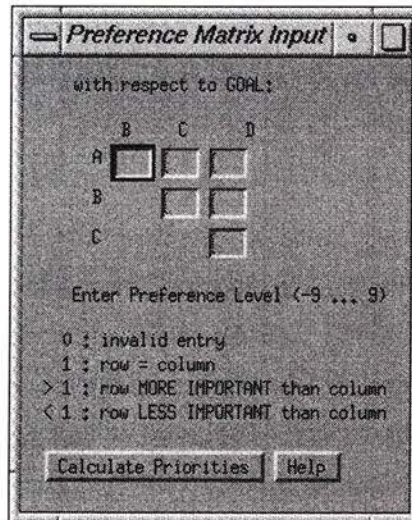 Preference Matrix Input
with respect to GOAL:
B C D
A
B
C
Enter Preference Level (-9 ... 9)
0 : invalid entry
1 : row = column
> 1 : row MORE IMPORTANT than column
< 1 : row LESS IMPORTANT than column
Calculate Priorities Help